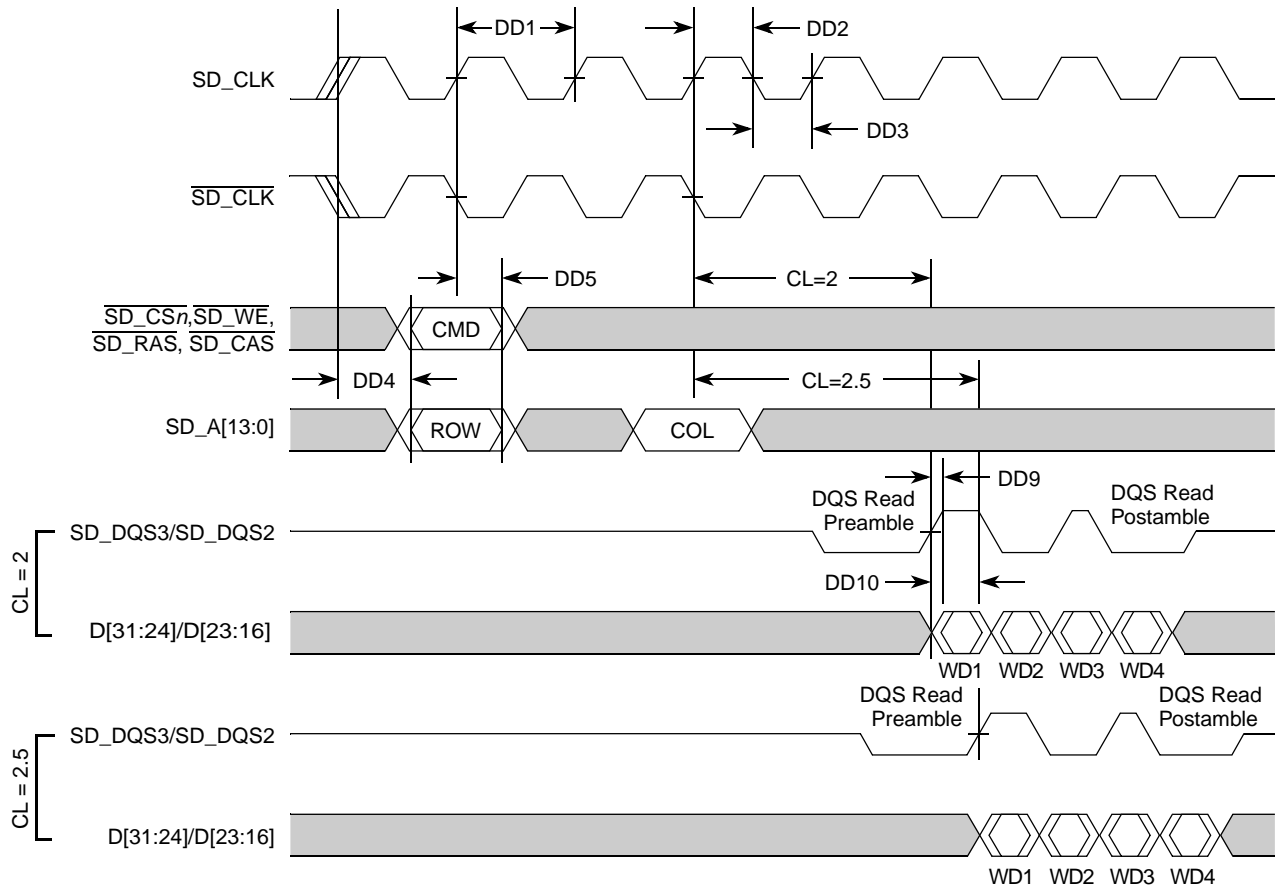 DD1
DD2
SD_CLK
DD3
SD_CLK
DD5
CL=2
SD_CSn,SD_WE,
SD_RAS, SD_CAS
CMD
DD4
CL=2.5
SD_A[13:0]
ROW
COL
DD9
DQS Read
Preamble
DQS Read
Postamble
SD_DQS3/SD_DQS2
CL = 2
DD10
D[31:24]/D[23:16]
WD1 WD2 WD3 WD4
DQS Read
Preamble
DQS Read
Postamble
SD_DQS3/SD_DQS2
CL = 2.5
D[31:24]/D[23:16]
WD1 WD2 WD3 WD4